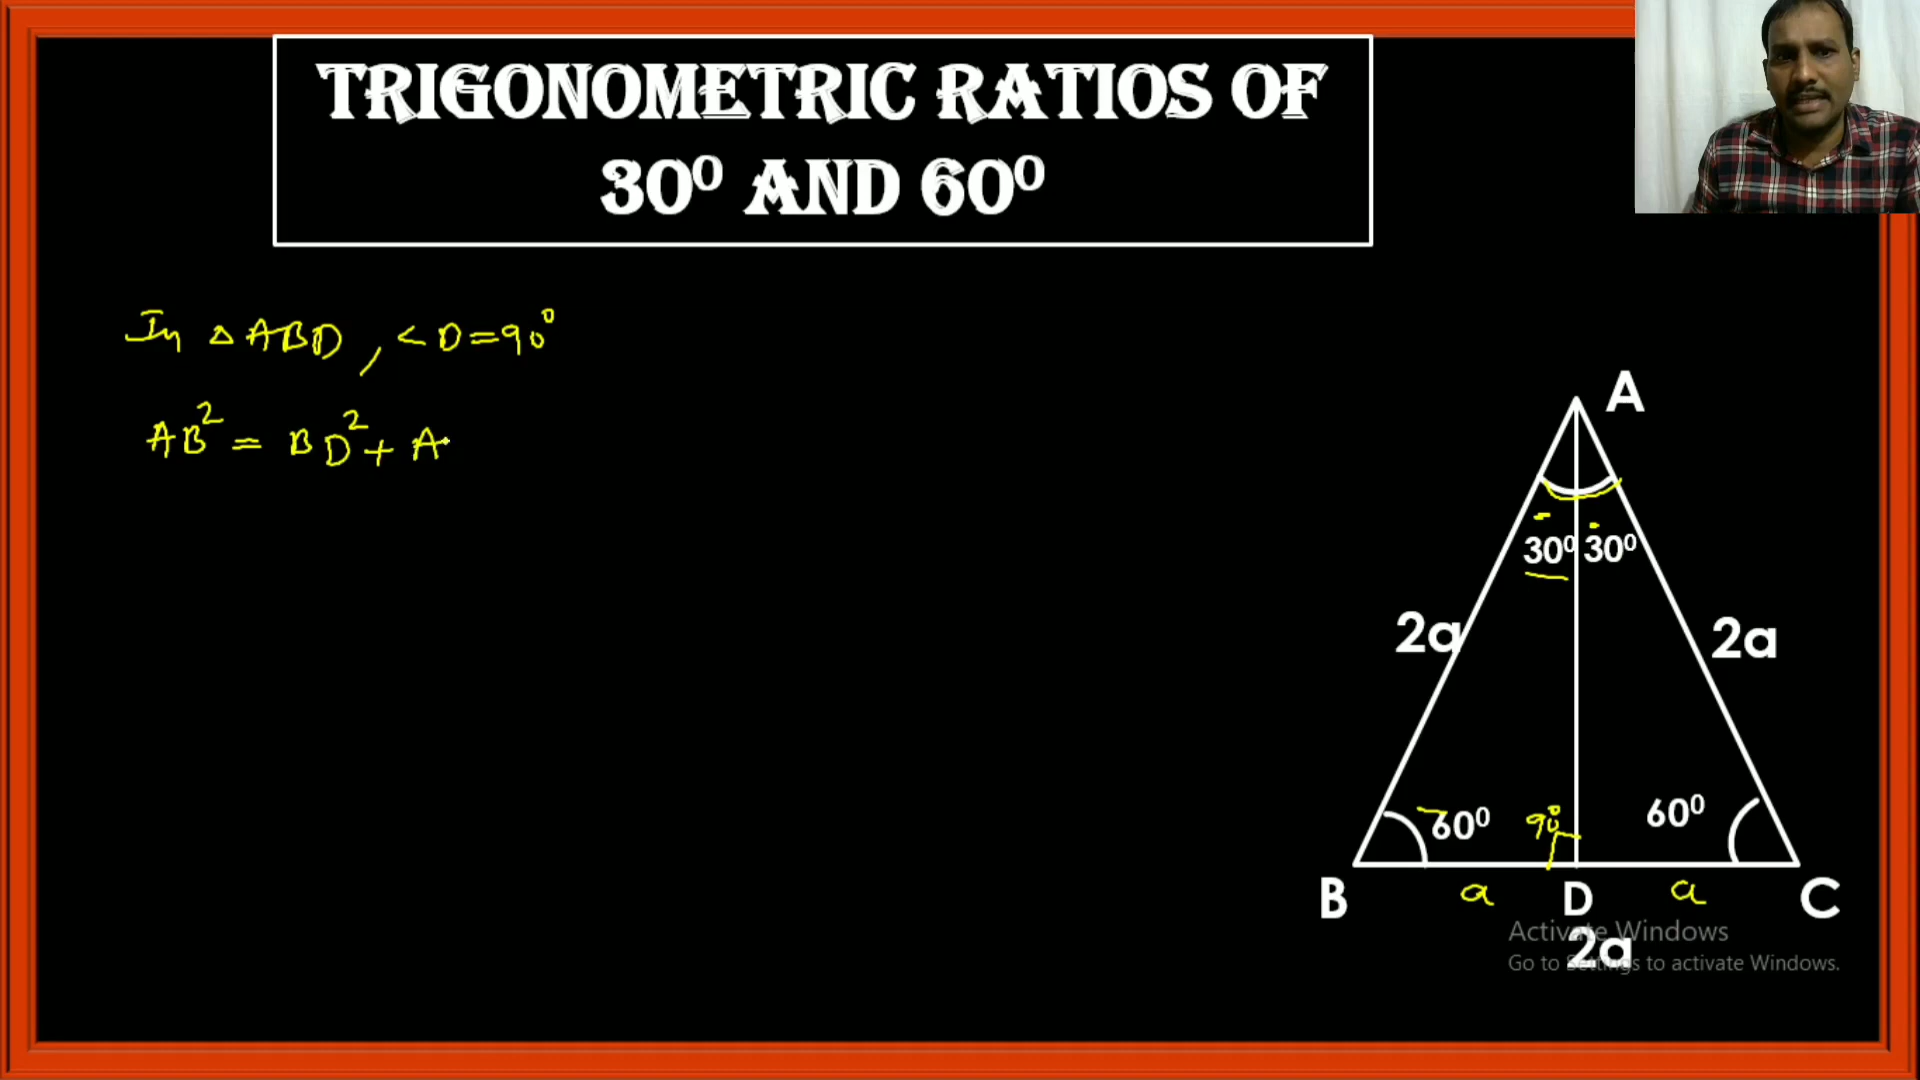 TRIGONOMETRIC RATIOS OF
30⁰ AND 60⁰
In △ABD, <D=90⁰
AB² = BD²+ A
A
30⁰ 30⁰
2a 2a
60⁰ 90⁰ 60⁰
B a D a C
2a
Activate Windows
Go to Settings to activate Windows.